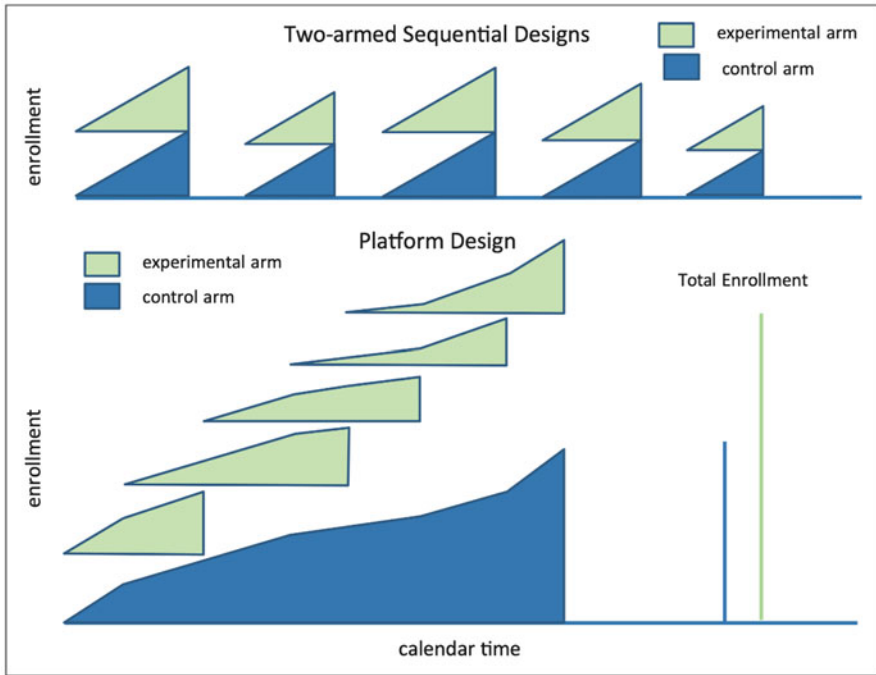 Two-armed Sequential Designs
experimental arm
control arm
enrollment
Platform Design
experimental arm
control arm
Total Enrollment
enrollment
calendar time